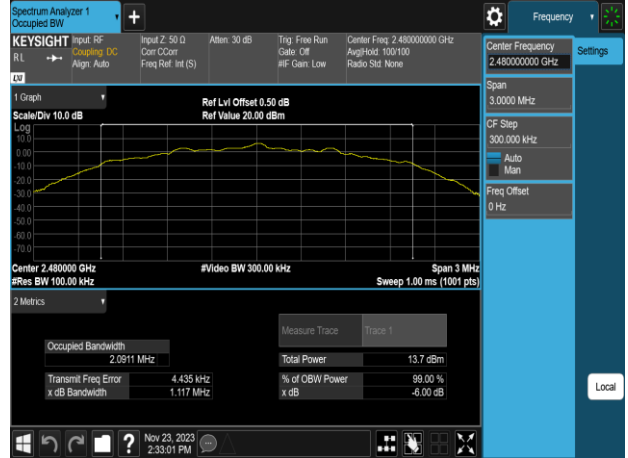 Spectrum Analyzer 1
Occupied BW
Frequency
KEYSIGHT
R L
LXI
Input: RF
Coupling: DC
Align: Auto
Input Z: 50 Ω
Corr CCorr
Freq Ref: Int (S)
Atten: 30 dB
Trig: Free Run
Gate: Off
#IF Gain: Low
Center Freq: 2.480000000 GHz
Avg|Hold: 100/100
Radio Std: None
Center Frequency
2.480000000 GHz
Settings
Span
3.0000 MHz
CF Step
300.000 kHz
Auto
Man
Freq Offset
0 Hz
Local
1 Graph
Scale/Div 10.0 dB
Ref Lvl Offset 0.50 dB
Ref Value 20.00 dBm
Log
10.0
0.00
-10.0
-20.0
-30.0
-40.0
-50.0
-60.0
-70.0
Center 2.480000 GHz
#Res BW 100.00 kHz
#Video BW 300.00 kHz
Span 3 MHz
Sweep 1.00 ms (1001 pts)
2 Metrics
Measure Trace
Trace 1
Occupied Bandwidth
2.0911 MHz
Total Power
13.7 dBm
Transmit Freq Error
4.435 kHz
% of OBW Power
99.00 %
x dB Bandwidth
1.117 MHz
x dB
-6.00 dB
?
Nov 23, 2023
2:33:01 PM